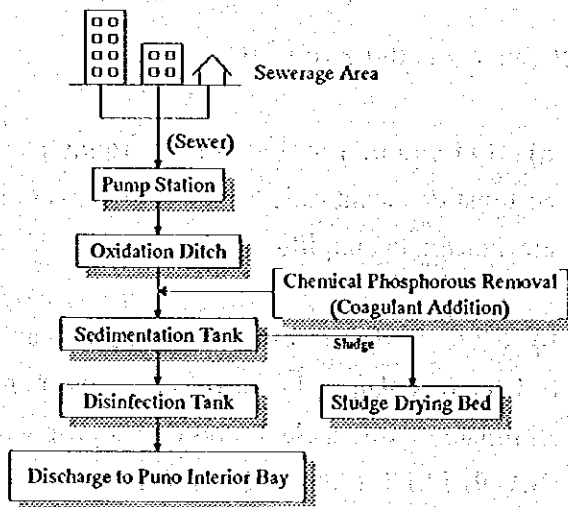 Sewerage Area
(Sewer)
Pump Station
Oxidation Ditch
Chemical Phosphorous Removal
(Coagulant Addition)
Sedimentation Tank
Sludge
Disinfection Tank
Sludge Drying Bed
Discharge to Puno Interior Bay